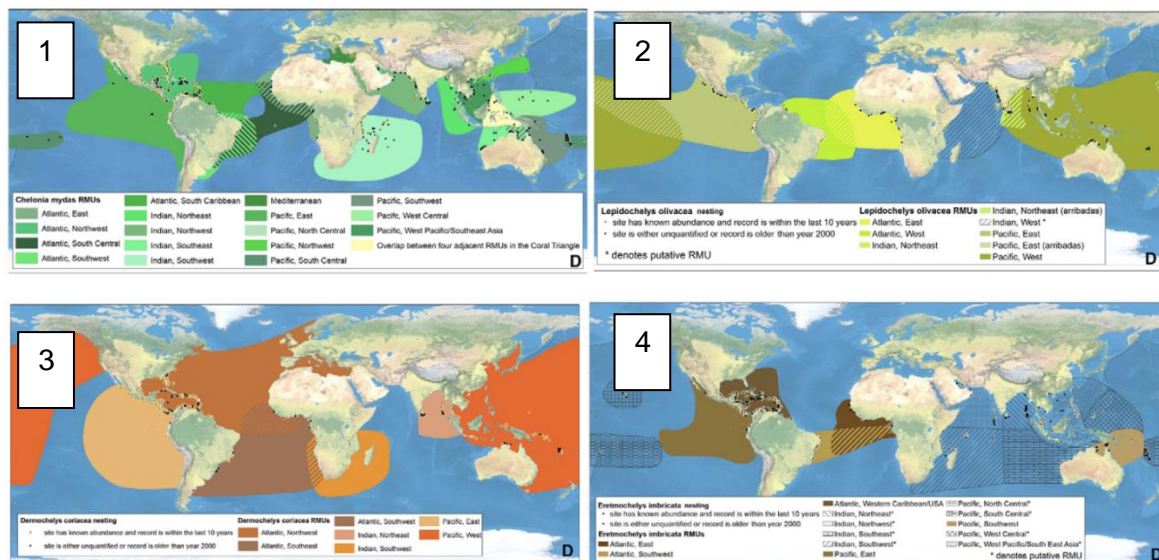 1
Chelonia mydas RMUs
Atlantic, East
Atlantic, Northwest
Atlantic, South Central
Atlantic, Southwest
Atlantic, South Caribbean
Indian, Northeast
Indian, Northwest
Indian, Southeast
Indian, Southwest
Mediterranean
Pacific, East
Pacific, North Central
Pacific, Northwest
Pacific, South Central
Pacific, Southwest
Pacific, West Central
Pacific, West Pacific/Southeast Asia
Overlap between four adjacent RMUs in the Coral Triangle
D
2
Lepidochelys olivacea nesting
site has known abundance and record is within the last 10 years
site is either unquantified or record is older than year 2000
* denotes putative RMU
Lepidochelys olivacea RMUs
Atlantic, East
Atlantic, West
Indian, Northeast
Indian, Northeast (arribadas)
Indian, West *
Pacific, East
Pacific, East (arribadas)
Pacific, West
D
3
Dermochelys coriacea nesting
site has known abundance and record is within the last 10 years
site is either unquantified or record is older than year 2000
Dermochelys coriacea RMUs
Atlantic, Northwest
Atlantic, Southeast
Atlantic, Southwest
Indian, Northeast
Indian, Southwest
Pacific, East
Pacific, West
D
4
Eretmochelys imbricata nesting
site has known abundance and record is within the last 10 years
site is either unquantified or record is older than year 2000
Eretmochelys imbricata RMUs
Atlantic, East
Atlantic, Southwest
Atlantic, Western Caribbean/USA
Indian, Northeast*
Indian, Northwest*
Indian, Southeast*
Indian, Southwest*
Pacific, East
Pacific, North Central*
Pacific, South Central*
Pacific, Southwest
Pacific, West Central*
Pacific, West Pacific/South East Asia*
* denotes putative RMU
D